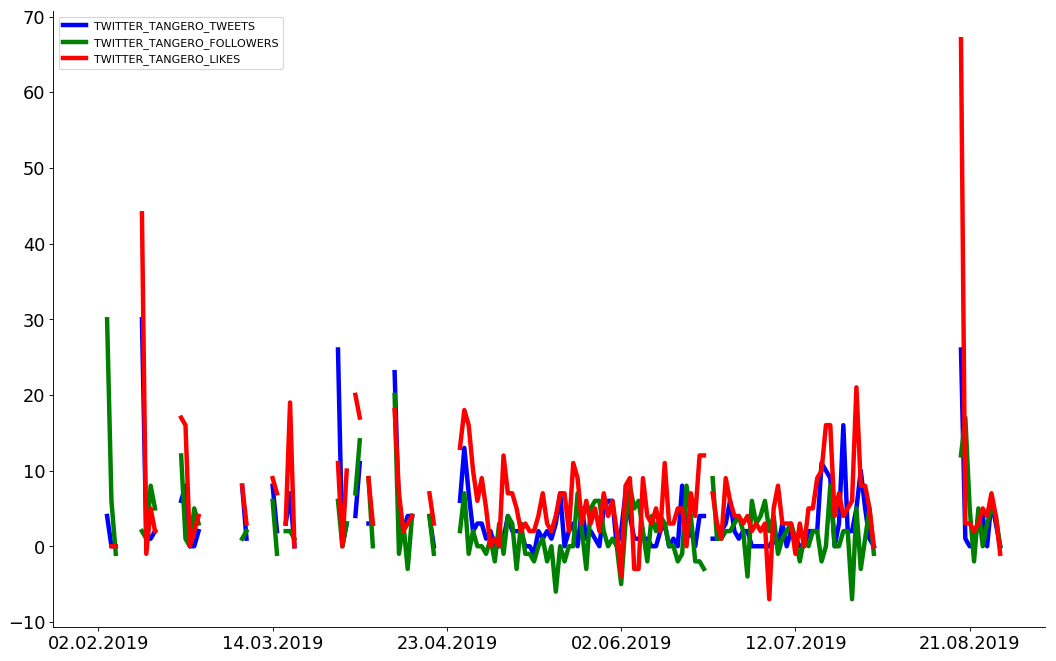 TWITTER_TANGERO_TWEETS
TWITTER_TANGERO_FOLLOWERS
TWITTER_TANGERO_LIKES
70
60
50
40
30
20
10
0
−10
02.02.2019 14.03.2019 23.04.2019 02.06.2019 12.07.2019 21.08.2019